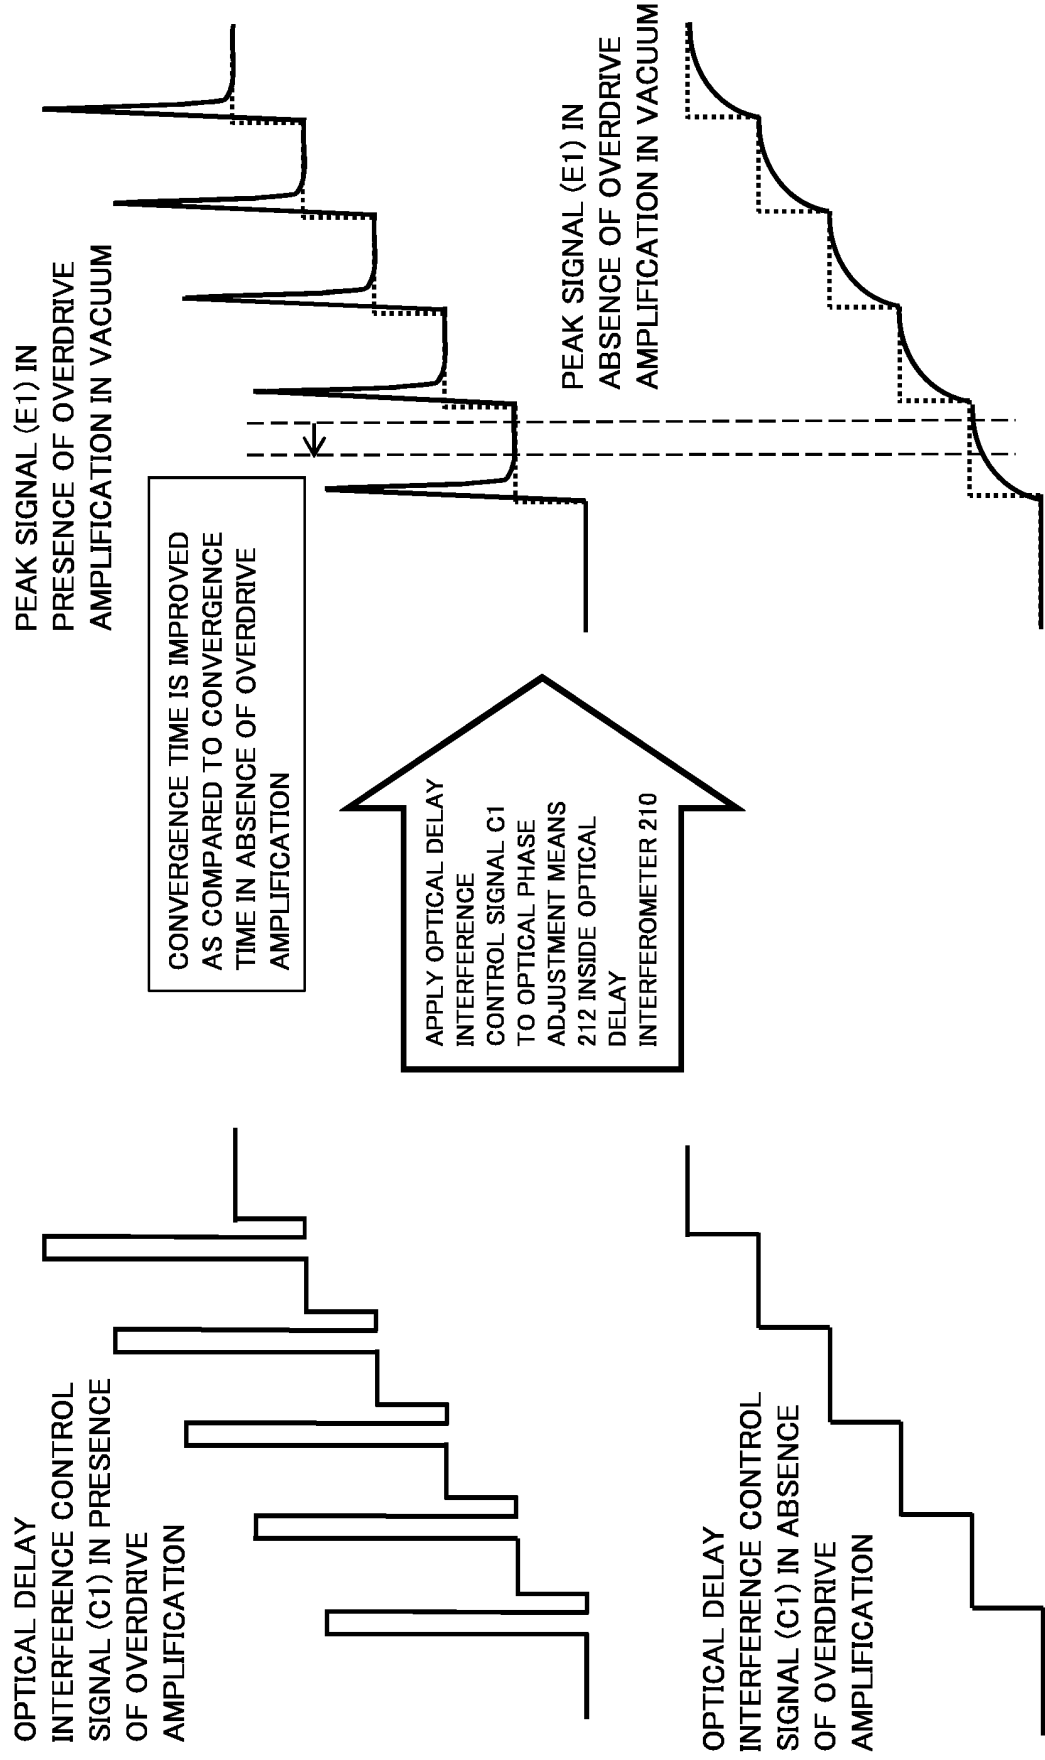 OPTICAL DELAY
INTERFERENCE CONTROL
SIGNAL (C1) IN PRESENCE
OF OVERDRIVE
AMPLIFICATION
PEAK SIGNAL (E1) IN
PRESENCE OF OVERDRIVE
AMPLIFICATION IN VACUUM
CONVERGENCE TIME IS IMPROVED
AS COMPARED TO CONVERGENCE
TIME IN ABSENCE OF OVERDRIVE
AMPLIFICATION
APPLY OPTICAL DELAY
INTERFERENCE
CONTROL SIGNAL C1
TO OPTICAL PHASE
ADJUSTMENT MEANS
212 INSIDE OPTICAL
DELAY
INTERFEROMETER 210
OPTICAL DELAY
INTERFERENCE CONTROL
SIGNAL (C1) IN ABSENCE
OF OVERDRIVE
AMPLIFICATION
PEAK SIGNAL (E1) IN
ABSENCE OF OVERDRIVE
AMPLIFICATION IN VACUUM